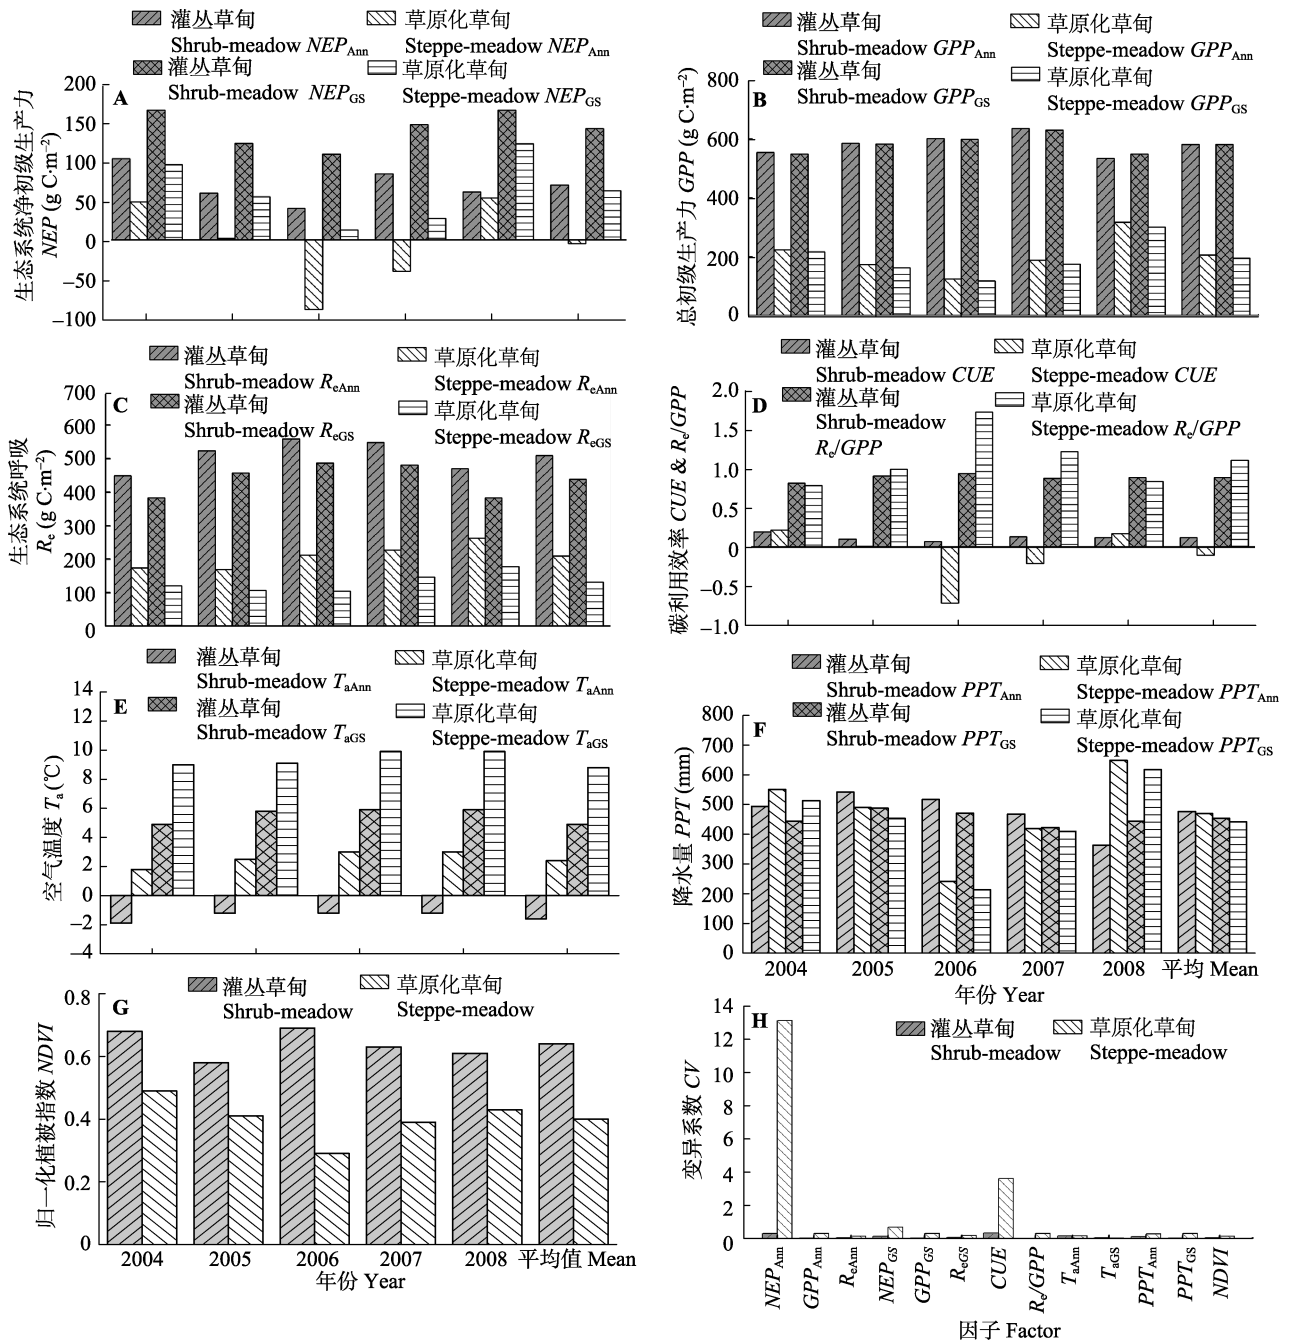 灌丛草甸 草原化草甸
Shrub-meadow NEPAnn Steppe-meadow NEPAnn
灌丛草甸 草原化草甸
Shrub-meadow NEPGS Steppe-meadow NEPGS
A
生态系统净初级生产力
NEP (g C·m⁻²)
200
150
100
50
0
−50
−100
灌丛草甸 草原化草甸
Shrub-meadow GPPAnn Steppe-meadow GPPAnn
灌丛草甸 草原化草甸
Shrub-meadow GPPGS Steppe-meadow GPPGS
B
总初级生产力 GPP (g C·m⁻²)
800
600
400
200
0
灌丛草甸 草原化草甸
Shrub-meadow ReAnn Steppe-meadow ReAnn
灌丛草甸 草原化草甸
Shrub-meadow ReGS Steppe-meadow ReGS
C
生态系统呼吸
Re (g C·m⁻²)
700
600
500
400
300
200
100
0
灌丛草甸 草原化草甸
Shrub-meadow CUE Steppe-meadow CUE
灌丛草甸 草原化草甸
Shrub-meadow Steppe-meadow Re/GPP
Re/GPP
D
碳利用效率 CUE & Re/GPP
2.0
1.5
1.0
0.5
0
−0.5
−1.0
灌丛草甸 草原化草甸
Shrub-meadow TaAnn Steppe-meadow TaAnn
灌丛草甸 草原化草甸
Shrub-meadow TaGS Steppe-meadow TaGS
E
空气温度 Ta (℃)
14
12
10
8
6
4
2
0
−2
−4
灌丛草甸 草原化草甸
Shrub-meadow PPTAnn Steppe-meadow PPTAnn
灌丛草甸 草原化草甸
Shrub-meadow PPTGS Steppe-meadow PPTGS
F
降水量 PPT (mm)
800
700
600
500
400
300
200
100
0
2004 2005 2006 2007 2008 平均 Mean
年份 Year
灌丛草甸 草原化草甸
Shrub-meadow Steppe-meadow
G
归一化植被指数 NDVI
0.8
0.6
0.4
0.2
0
2004 2005 2006 2007 2008 平均值 Mean
年份 Year
H
灌丛草甸 草原化草甸
Shrub-meadow Steppe-meadow
变异系数 CV
14
12
10
8
6
4
2
0
NEPAnn GPPAnn ReAnn NEPGS GPPGS ReGS CUE Re/GPP TaAnn TaGS PPTAnn PPTGS NDVI
因子 Factor